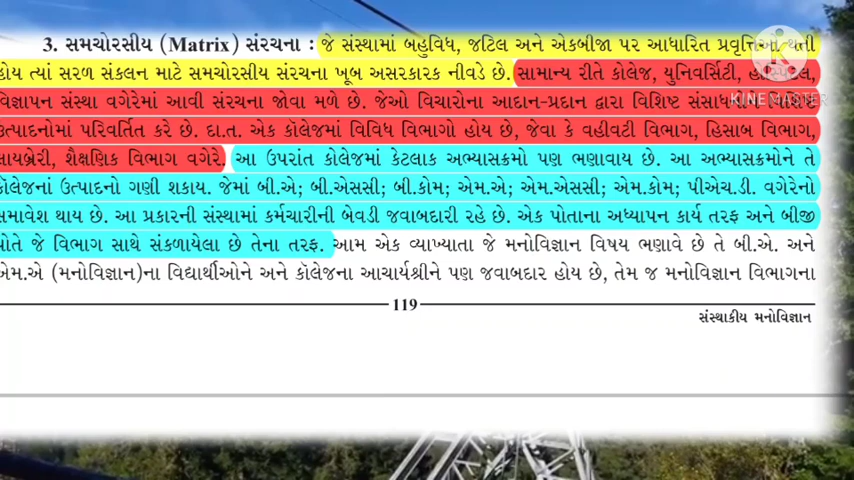 3. સમચોરસીય (Matrix) સંરચના : જે સંસ્થામાં બહુવિધ, જટિલ અને એકબીજા પર આધારિત પ્રવૃત્તિઓ થતી
હોય ત્યાં સરળ સંકલન માટે સમચોરસીય સંરચના ખૂબ અસરકારક નીવડે છે. સામાન્ય રીતે કોલેજ, યુનિવર્સિટી, હોસ્પિટલ,
વિજ્ઞાપન સંસ્થા વગેરેમાં આવી સંરચના જોવા મળે છે. જેઓ વિચારોના આદાન-પ્રદાન દ્વારા વિશિષ્ટ
ઉત્પાદનોમાં પરિવર્તિત કરે છે. દા.ત. એક કૉલેજમાં વિવિધ વિભાગો હોય છે, જેવા કે વહીવટી વિભાગ, હિસાબ વિભાગ,
લાયબ્રેરી, શૈક્ષણિક વિભાગ વગેરે. આ ઉપરાંત કોલેજમાં કેટલાક અભ્યાસક્રમો પણ ભણાવાય છે. આ અભ્યાસક્રમોને તે
કૉલેજનાં ઉત્પાદનો ગણી શકાય. જેમાં બી.એ; બી.એસસી; બી.કોમ; એમ.એ; એમ.એસસી; એમ.કોમ; પીએચ.ડી. વગેરેનો
સમાવેશ થાય છે. આ પ્રકારની સંસ્થામાં કર્મચારીની બેવડી જવાબદારી રહે છે. એક પોતાના અધ્યાપન કાર્ય તરફ અને બીજી
પોતે જે વિભાગ સાથે સંકળાયેલા છે તેના તરફ. આમ એક વ્યાખ્યાતા જે મનોવિજ્ઞાન વિષય ભણાવે છે તે બી.એ. અને
એમ.એ (મનોવિજ્ઞાન)ના વિદ્યાર્થીઓને અને કૉલેજના આચાર્યશ્રીને પણ જવાબદાર હોય છે, તેમ જ મનોવિજ્ઞાન વિભાગના
119
સંસ્થાકીય મનોવિજ્ઞાન
KINEMASTER